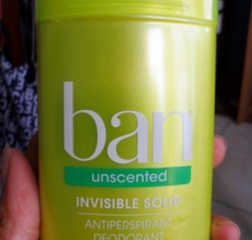 ban
unscented
INVISIBLE SOLID
ANTIPERSPIRANT
DEODORANT